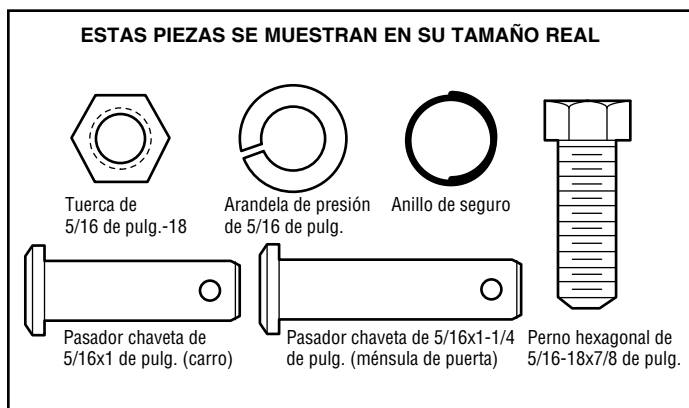 ESTAS PIEZAS SE MUESTRAN EN SU TAMAÑO REAL
Tuerca de
5/16 de pulg.-18
Arandela de presión
de 5/16 de pulg.
Anillo de seguro
Pasador chaveta de
5/16x1 de pulg. (carro)
Pasador chaveta de 5/16x1-1/4
de pulg. (ménsula de puerta)
Perno hexagonal de
5/16-18x7/8 de pulg.